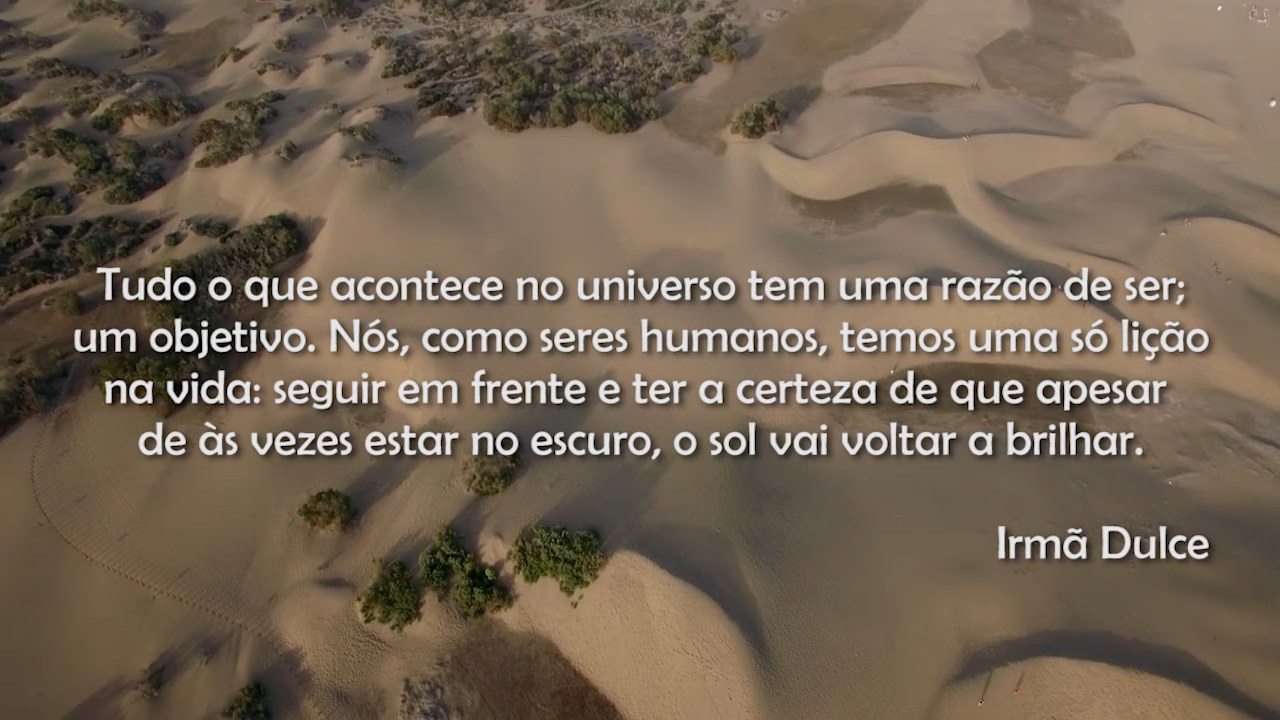 Tudo o que acontece no universo tem uma razão de ser;
um objetivo. Nós, como seres humanos, temos uma só lição
na vida: seguir em frente e ter a certeza de que apesar
de às vezes estar no escuro, o sol vai voltar a brilhar.
Irmã Dulce